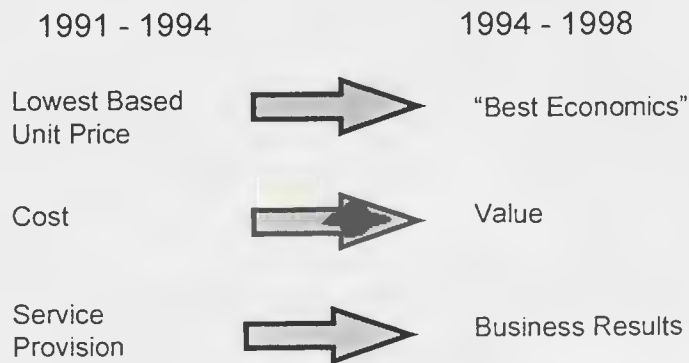 1991 - 1994 1994 - 1998
Lowest Based
Unit Price
“Best Economics”
Cost Value
Service
Provision
Business Results